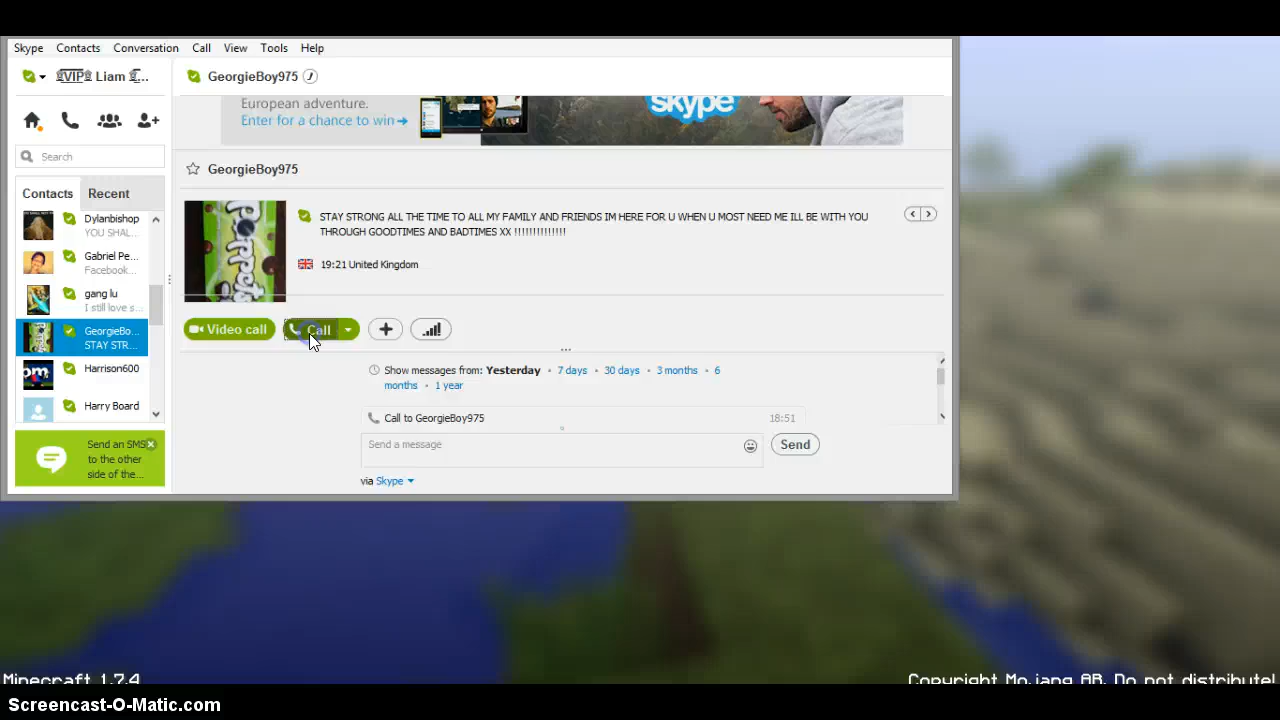 Skype Contacts Conversation Call View Tools Help
VIP Liam ...
GeorgieBoy975
European adventure.
Enter for a chance to win
skype
Search
GeorgieBoy975
Contacts Recent
Dylanbishop
YOU SHAL...
Gabriel Pe...
Facebook...
gang lu
I still love s...
GeorgieBo...
STAY STR...
Harrison600
Harry Board
STAY STRONG ALL THE TIME TO ALL MY FAMILY AND FRIENDS IM HERE FOR U WHEN U MOST NEED ME ILL BE WITH YOU
THROUGH GOODTIMES AND BADTIMES XX !!!!!!!!!!!!!!
Poppets
19:21 United Kingdom
Video call Call
Show messages from: Yesterday • 7 days • 30 days • 3 months • 6
months • 1 year
Call to GeorgieBoy975 18:51
Send a message Send
via Skype
Send an SMS
to the other
side of the...
Minecraft 1.7.4 Copyright Mojang AB. Do not distribute!
Screencast-O-Matic.com